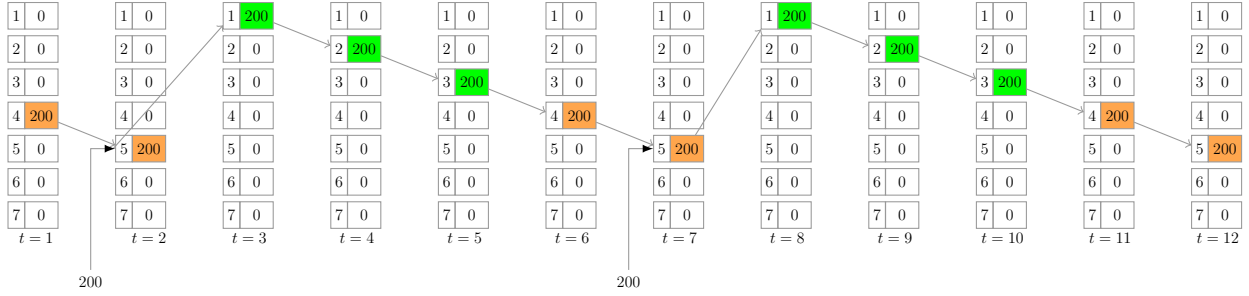 1 0 1 0 1 200 1 0 1 0 1 0 1 0 1 200 1 0 1 0 1 0 1 0
2 0 2 0 2 0 2 200 2 0 2 0 2 0 2 0 2 200 2 0 2 0 2 0
3 0 3 0 3 0 3 0 3 200 3 0 3 0 3 0 3 0 3 200 3 0 3 0
4 200 4 0 4 0 4 0 4 0 4 200 4 0 4 0 4 0 4 0 4 200 4 0
5 0 5 200 5 0 5 0 5 0 5 0 5 200 5 0 5 0 5 0 5 0 5 200
6 0 6 0 6 0 6 0 6 0 6 0 6 0 6 0 6 0 6 0 6 0 6 0
7 0 7 0 7 0 7 0 7 0 7 0 7 0 7 0 7 0 7 0 7 0 7 0
t = 1 t = 2 t = 3 t = 4 t = 5 t = 6 t = 7 t = 8 t = 9 t = 10 t = 11 t = 12
200 200